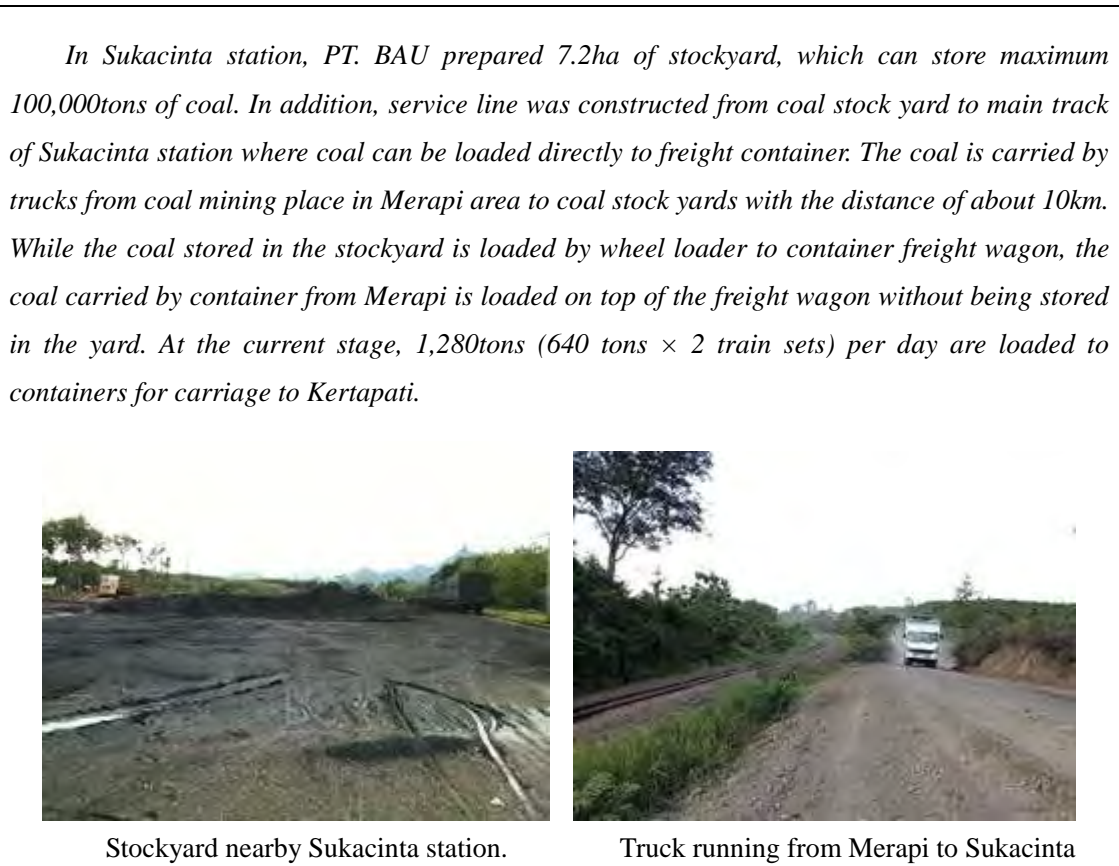 In Sukacinta station, PT. BAU prepared 7.2ha of stockyard, which can store maximum
100,000tons of coal. In addition, service line was constructed from coal stock yard to main track
of Sukacinta station where coal can be loaded directly to freight container. The coal is carried by
trucks from coal mining place in Merapi area to coal stock yards with the distance of about 10km.
While the coal stored in the stockyard is loaded by wheel loader to container freight wagon, the
coal carried by container from Merapi is loaded on top of the freight wagon without being stored
in the yard. At the current stage, 1,280tons (640 tons × 2 train sets) per day are loaded to
containers for carriage to Kertapati.
Stockyard nearby Sukacinta station.
Truck running from Merapi to Sukacinta